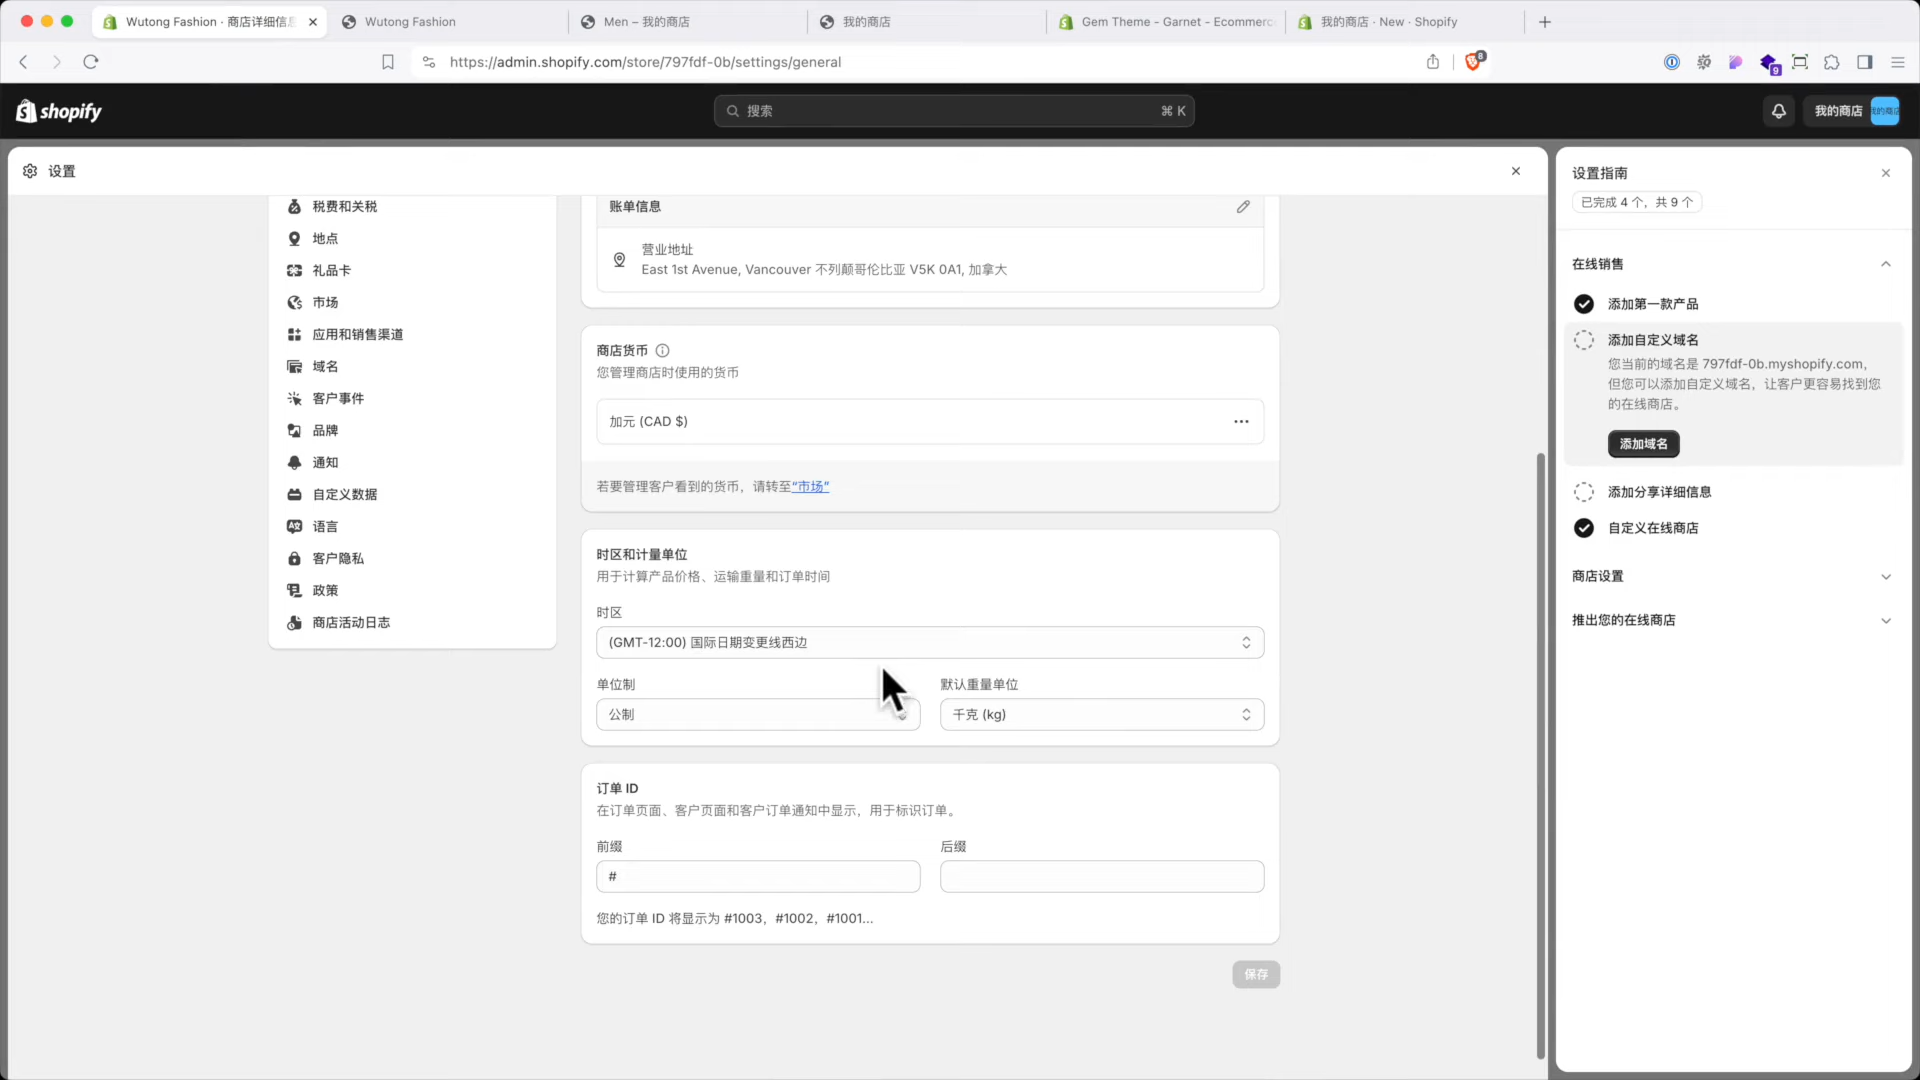 Wutong Fashion · 商店详细信息
Wutong Fashion
Men – 我的商店
我的商店
Gem Theme - Garnet - Ecommerce
我的商店 · New · Shopify
https://admin.shopify.com/store/797fdf-0b/settings/general
8
9
shopify
搜索
⌘ K
我的商店
我的商店
设置
税费和关税
地点
礼品卡
市场
应用和销售渠道
域名
客户事件
品牌
通知
自定义数据
语言
客户隐私
政策
商店活动日志
账单信息
营业地址
East 1st Avenue, Vancouver 不列颠哥伦比亚 V5K 0A1, 加拿大
商店货币
您管理商店时使用的货币
加元 (CAD $)
若要管理客户看到的货币，请转至“市场”
时区和计量单位
用于计算产品价格、运输重量和订单时间
时区
(GMT-12:00) 国际日期变更线西边
单位制
默认重量单位
公制
千克 (kg)
订单 ID
在订单页面、客户页面和客户订单通知中显示，用于标识订单。
前缀
后缀
#
您的订单 ID 将显示为 #1003，#1002，#1001...
保存
设置指南
已完成 4 个，共 9 个
在线销售
添加第一款产品
添加自定义域名
您当前的域名是 797fdf-0b.myshopify.com，
但您可以添加自定义域名，让客户更容易找到您
的在线商店。
添加域名
添加分享详细信息
自定义在线商店
商店设置
推出您的在线商店